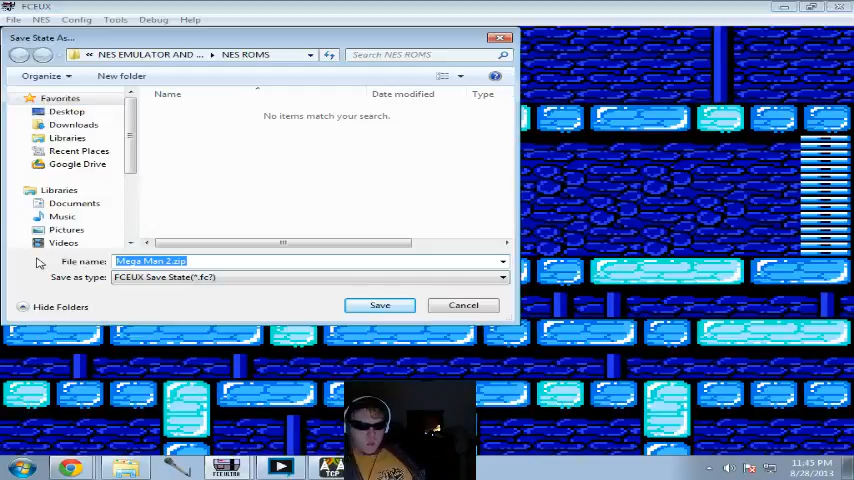 FCEUX
File NES Config Tools Debug Help
Save State As...
« NES EMULATOR AND ... NES ROMS
Search NES ROMS
Organize New folder
Favorites
Desktop
Downloads
Libraries
Recent Places
Google Drive
Libraries
Documents
Music
Pictures
Videos
Name Date modified Type
No items match your search.
File name: Mega Man 2.zip
Save as type: FCEUX Save State(*.fc?)
Hide Folders
Save Cancel
FCEULTRA
TCP
11:45 PM
8/28/2013